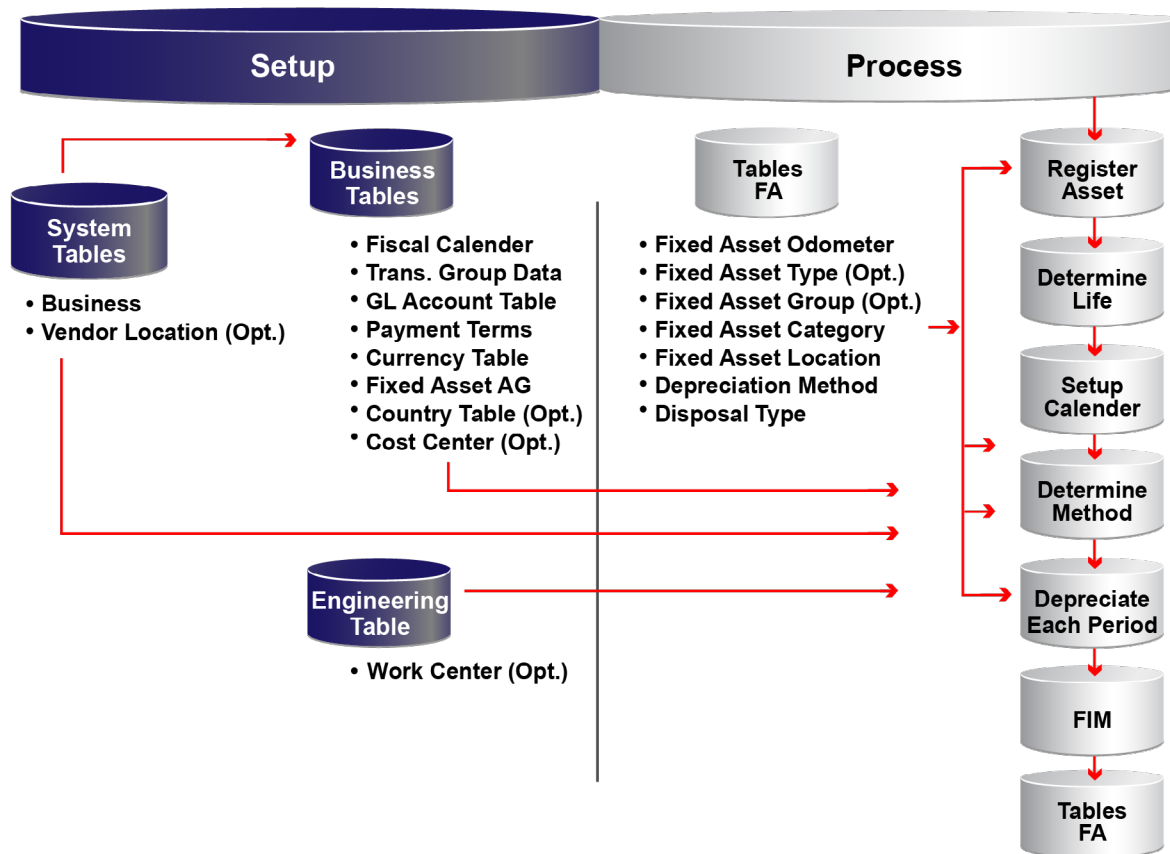 Setup
Process
System
Tables
• Business
• Vendor Location (Opt.)
Business
Tables
• Fiscal Calender
• Trans. Group Data
• GL Account Table
• Payment Terms
• Currency Table
• Fixed Asset AG
• Country Table (Opt.)
• Cost Center (Opt.)
Engineering
Table
• Work Center (Opt.)
Tables
FA
• Fixed Asset Odometer
• Fixed Asset Type (Opt.)
• Fixed Asset Group (Opt.)
• Fixed Asset Category
• Fixed Asset Location
• Depreciation Method
• Disposal Type
Register
Asset
Determine
Life
Setup
Calender
Determine
Method
Depreciate
Each Period
FIM
Tables
FA